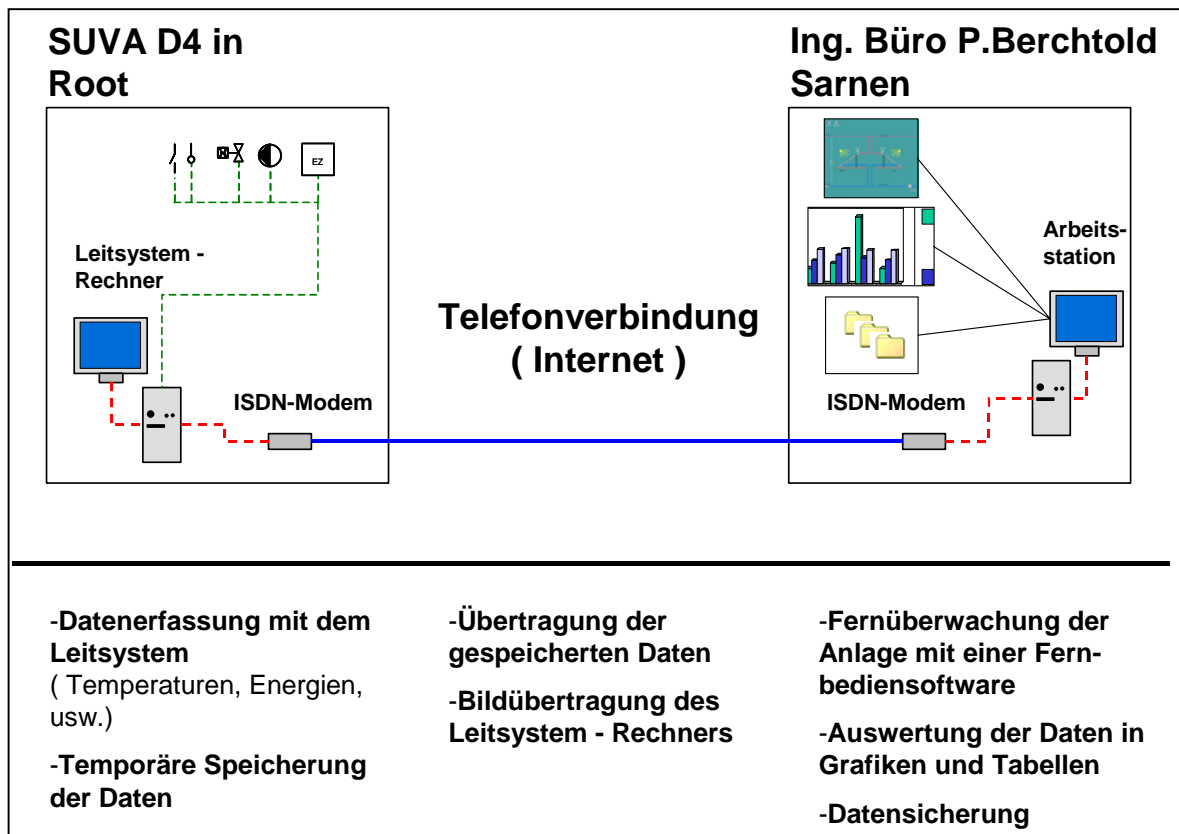 SUVA D4 in
Root
Ing. Büro P.Berchtold
Sarnen
EZ
Leitsystem -
Rechner
ISDN-Modem
Telefonverbindung
( Internet )
Arbeits-
station
ISDN-Modem
-Datenerfassung mit dem
Leitsystem
( Temperaturen, Energien,
usw.)
-Temporäre Speicherung
der Daten
-Übertragung der
gespeicherten Daten
-Bildübertragung des
Leitsystem - Rechners
-Fernüberwachung der
Anlage mit einer Fern-
bediensoftware
-Auswertung der Daten in
Grafiken und Tabellen
-Datensicherung